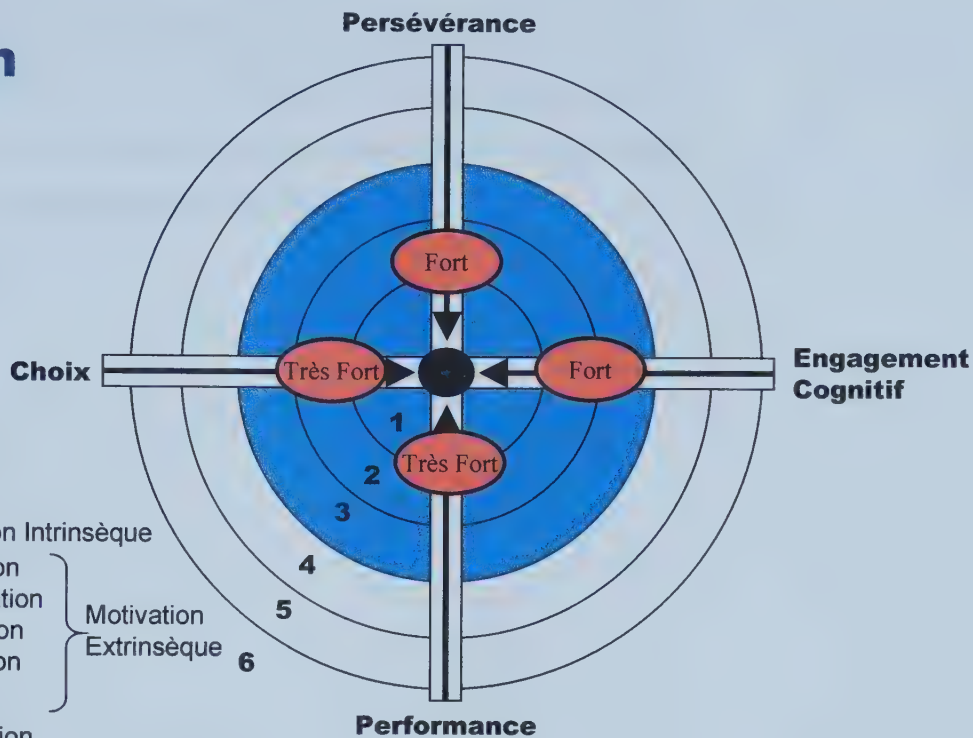 Persévérance
n
Fort
Choix
Très Fort
Fort
Engagement
Cognitif
1
Très Fort
2
3
on Intrinsèque
4
on
ation
5
on
Motivation
on
Extrinsèque
6
Performance
ion